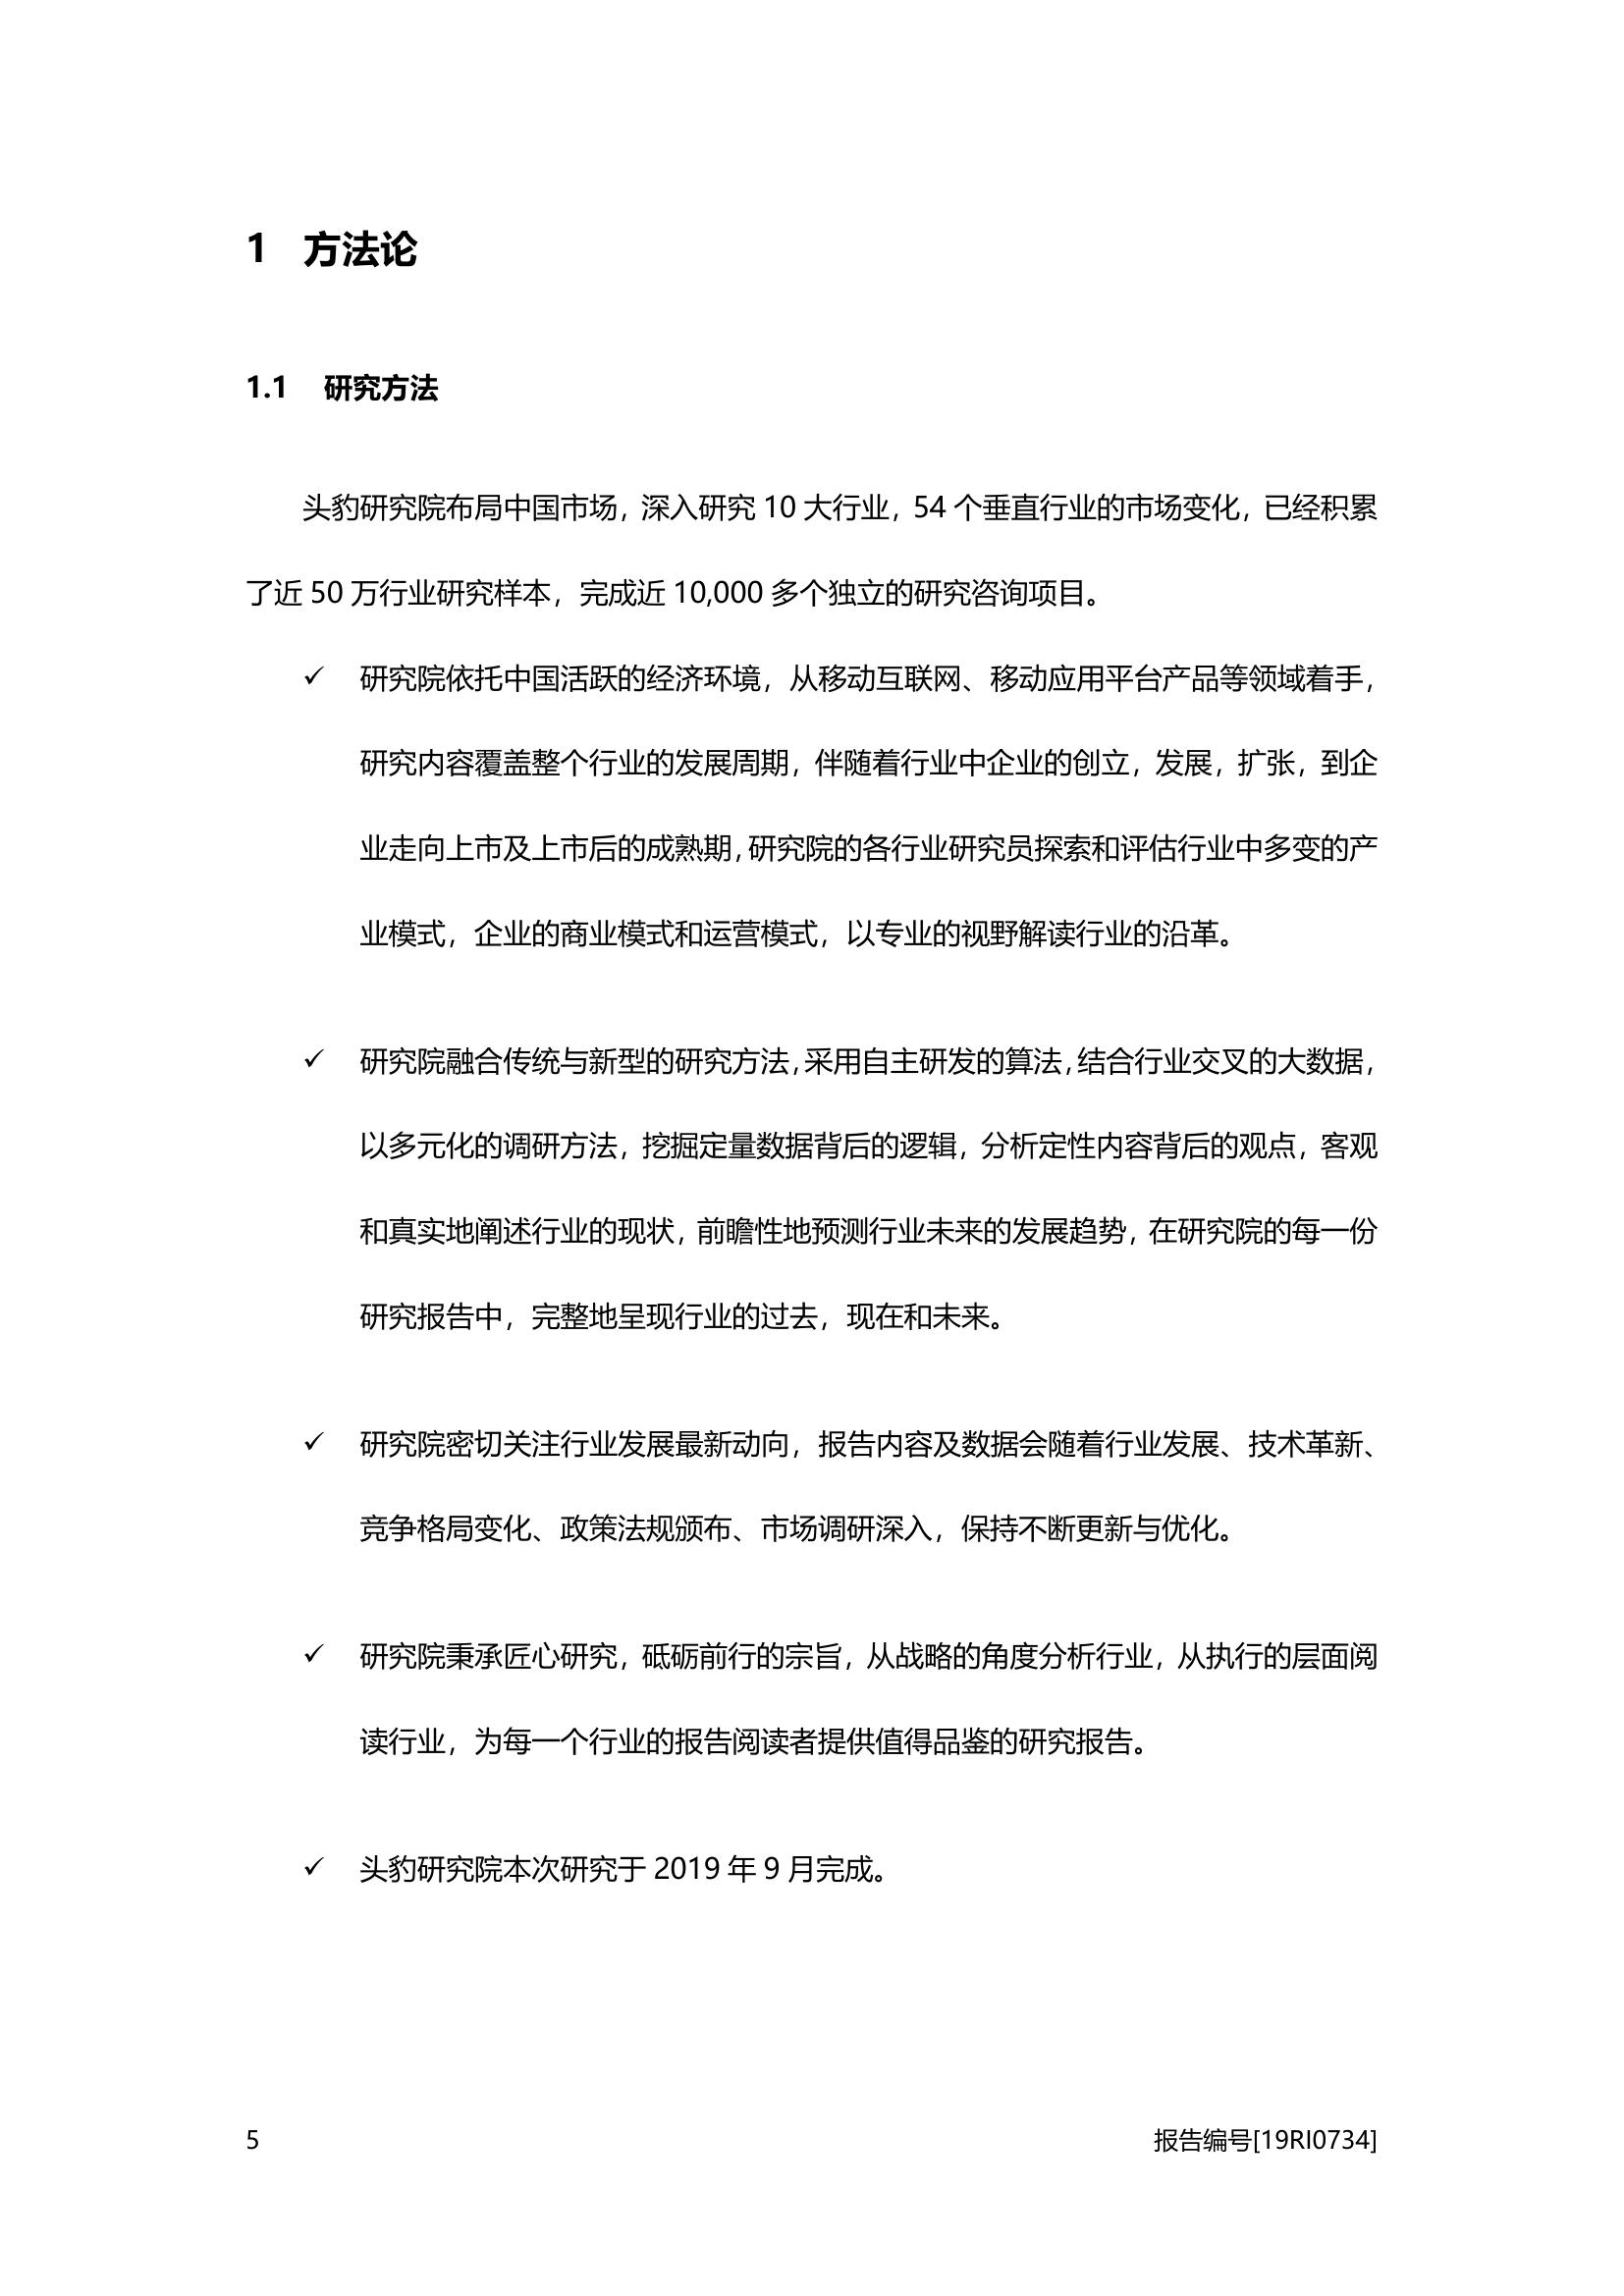 1 方法论
1.1 研究方法
头豹研究院布局中国市场，深入研究 10 大行业，54 个垂直行业的市场变化，已经积累
了近 50 万行业研究样本，完成近 10,000 多个独立的研究咨询项目。
✓ 研究院依托中国活跃的经济环境，从移动互联网、移动应用平台产品等领域着手，
研究内容覆盖整个行业的发展周期，伴随着行业中企业的创立，发展，扩张，到企
业走向上市及上市后的成熟期，研究院的各行业研究员探索和评估行业中多变的产
业模式，企业的商业模式和运营模式，以专业的视野解读行业的沿革。
✓ 研究院融合传统与新型的研究方法，采用自主研发的算法，结合行业交叉的大数据，
以多元化的调研方法，挖掘定量数据背后的逻辑，分析定性内容背后的观点，客观
和真实地阐述行业的现状，前瞻性地预测行业未来的发展趋势，在研究院的每一份
研究报告中，完整地呈现行业的过去，现在和未来。
✓ 研究院密切关注行业发展最新动向，报告内容及数据会随着行业发展、技术革新、
竞争格局变化、政策法规颁布、市场调研深入，保持不断更新与优化。
✓ 研究院秉承匠心研究，砥砺前行的宗旨，从战略的角度分析行业，从执行的层面阅
读行业，为每一个行业的报告阅读者提供值得品鉴的研究报告。
✓ 头豹研究院本次研究于 2019 年 9 月完成。
5 报告编号[19RI0734]